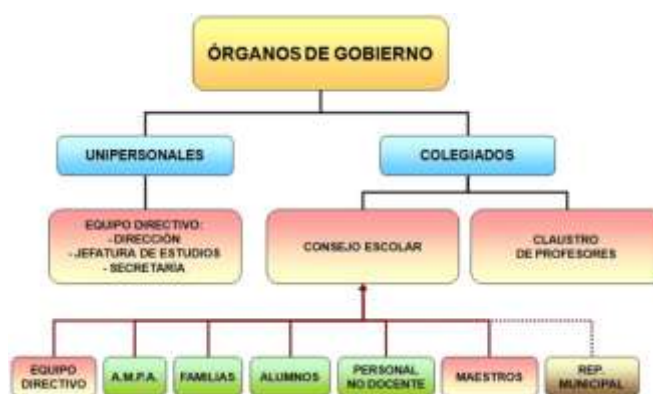 ÓRGANOS DE GOBIERNO
UNIPERSONALES
COLEGIADOS
EQUIPO DIRECTIVO:
-DIRECCIÓN
-JEFATURA DE ESTUDIOS
- SECRETARIA
CONSEJO ESCOLAR
CLAUSTRO
DE PROFESORES
EQUIPO
DIRECTIVO
A.M.P.A.
FAMILIAS
ALUMNOS
PERSONAL
NO DOCENTE
MAESTROS
REP.
MUNICIPAL